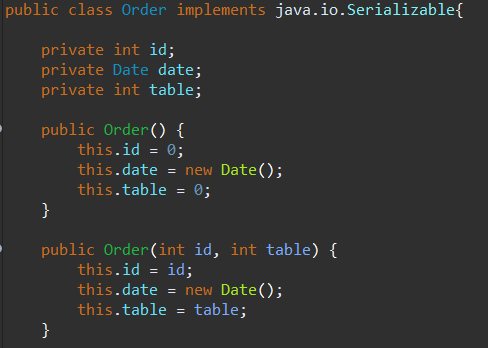 public class Order implements java.io.Serializable{
private int id;
private Date date;
private int table;
public Order() {
this.id = 0;
this.date = new Date();
this.table = 0;
}
public Order(int id, int table) {
this.id = id;
this.date = new Date();
this.table = table;
}